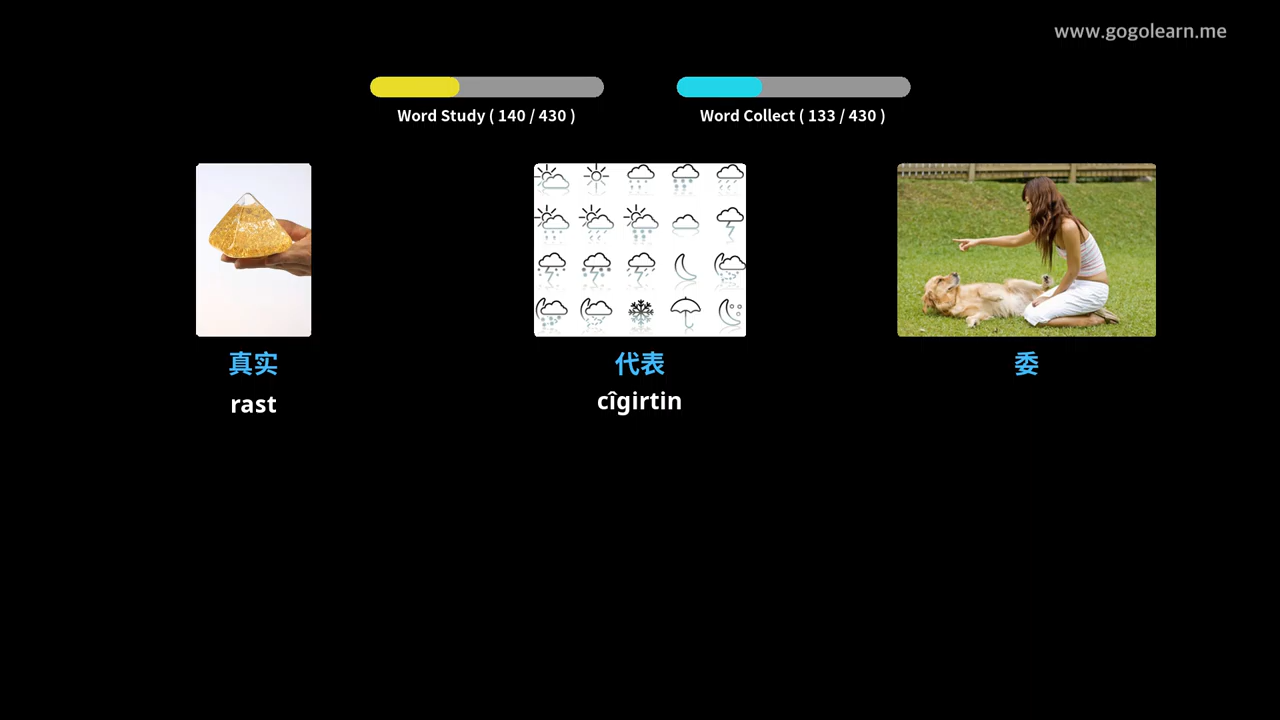 www.gogolearn.me
Word Study ( 140 / 430 )
Word Collect ( 133 / 430 )
真实
rast
代表
cîgirtin
委